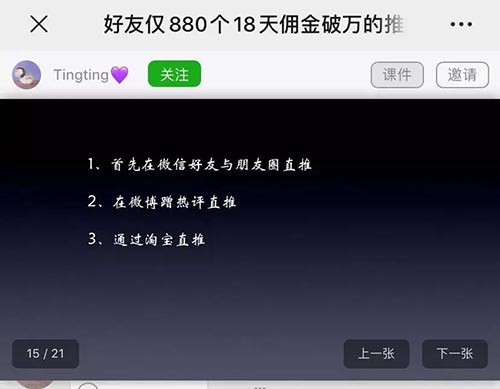 好友仅880个18天佣金破万的推
Tingting💜
关注
课件
邀请
1、首先在微信好友与朋友圈直推
2、在微博蹭热评直推
3、通过淘宝直推
15 / 21
上一张
下一张